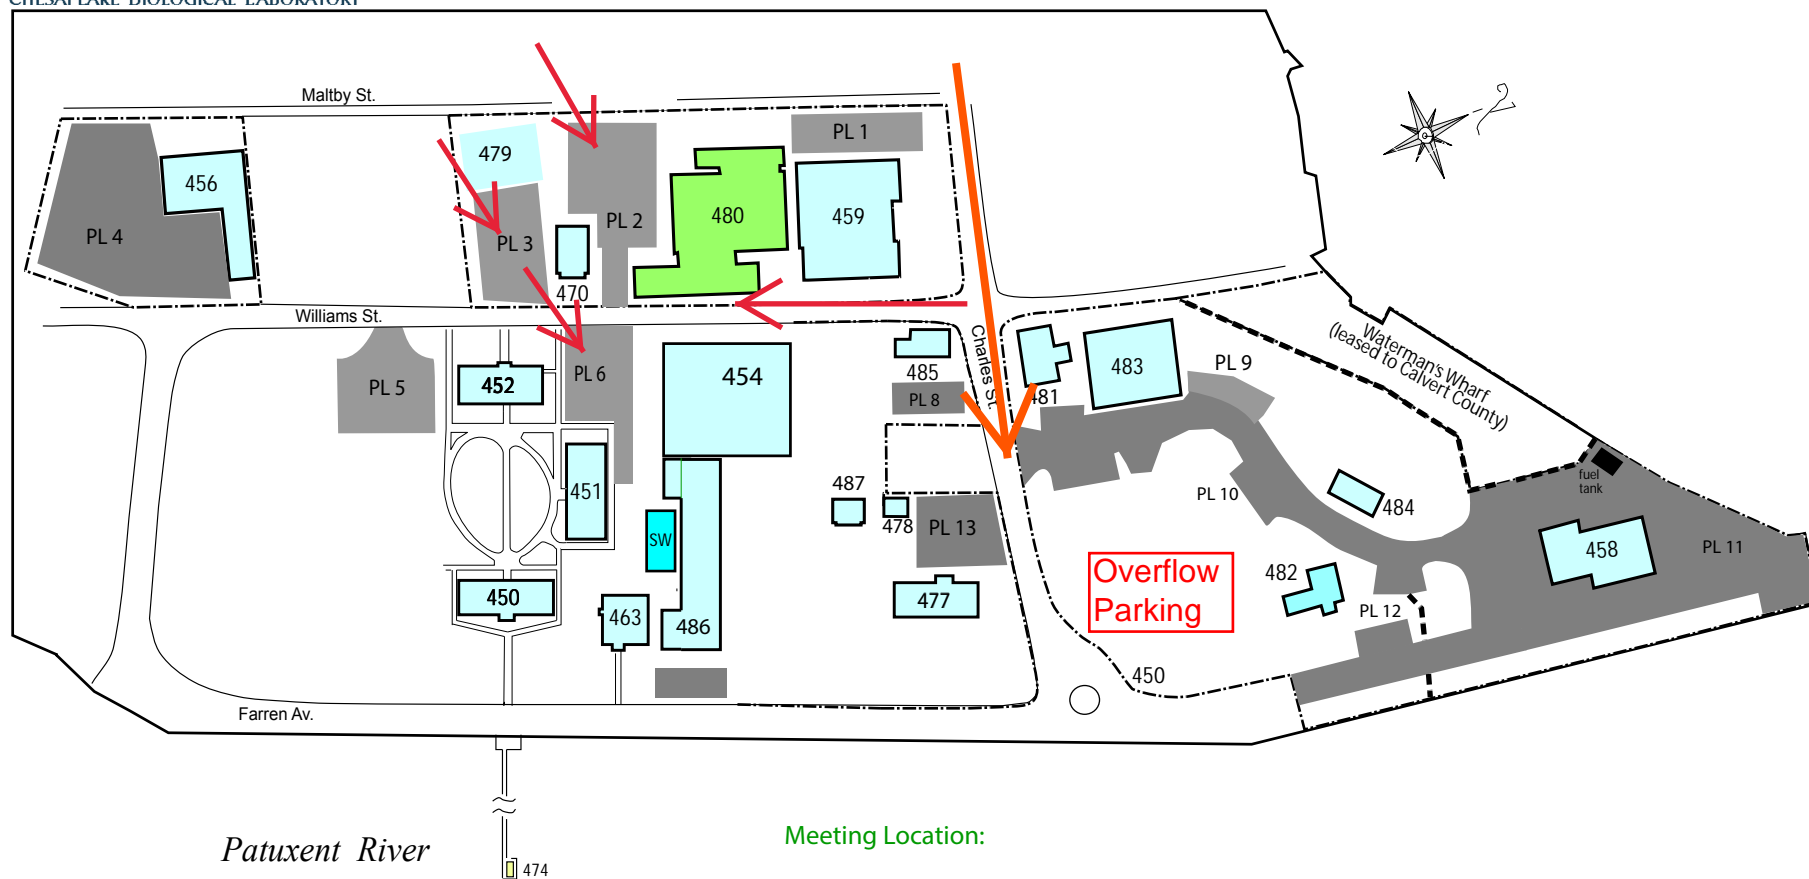 CHESAPEAKE BIOLOGICAL LABORATORY
Maltby St.
PL 1
479
456
480
459
PL 2
PL 4
PL 3
470
Williams St.
Charles St.
Waterman's Wharf
(leased to Calvert County)
485
483
PL 9
PL 5
452
PL 6
454
PL 8
481
fuel
tank
487
451
PL 10
484
478
PL 13
SW
458
PL 11
Overflow
Parking
482
450
477
463
486
PL 12
450
Farren Av.
Patuxent River
Meeting Location:
474